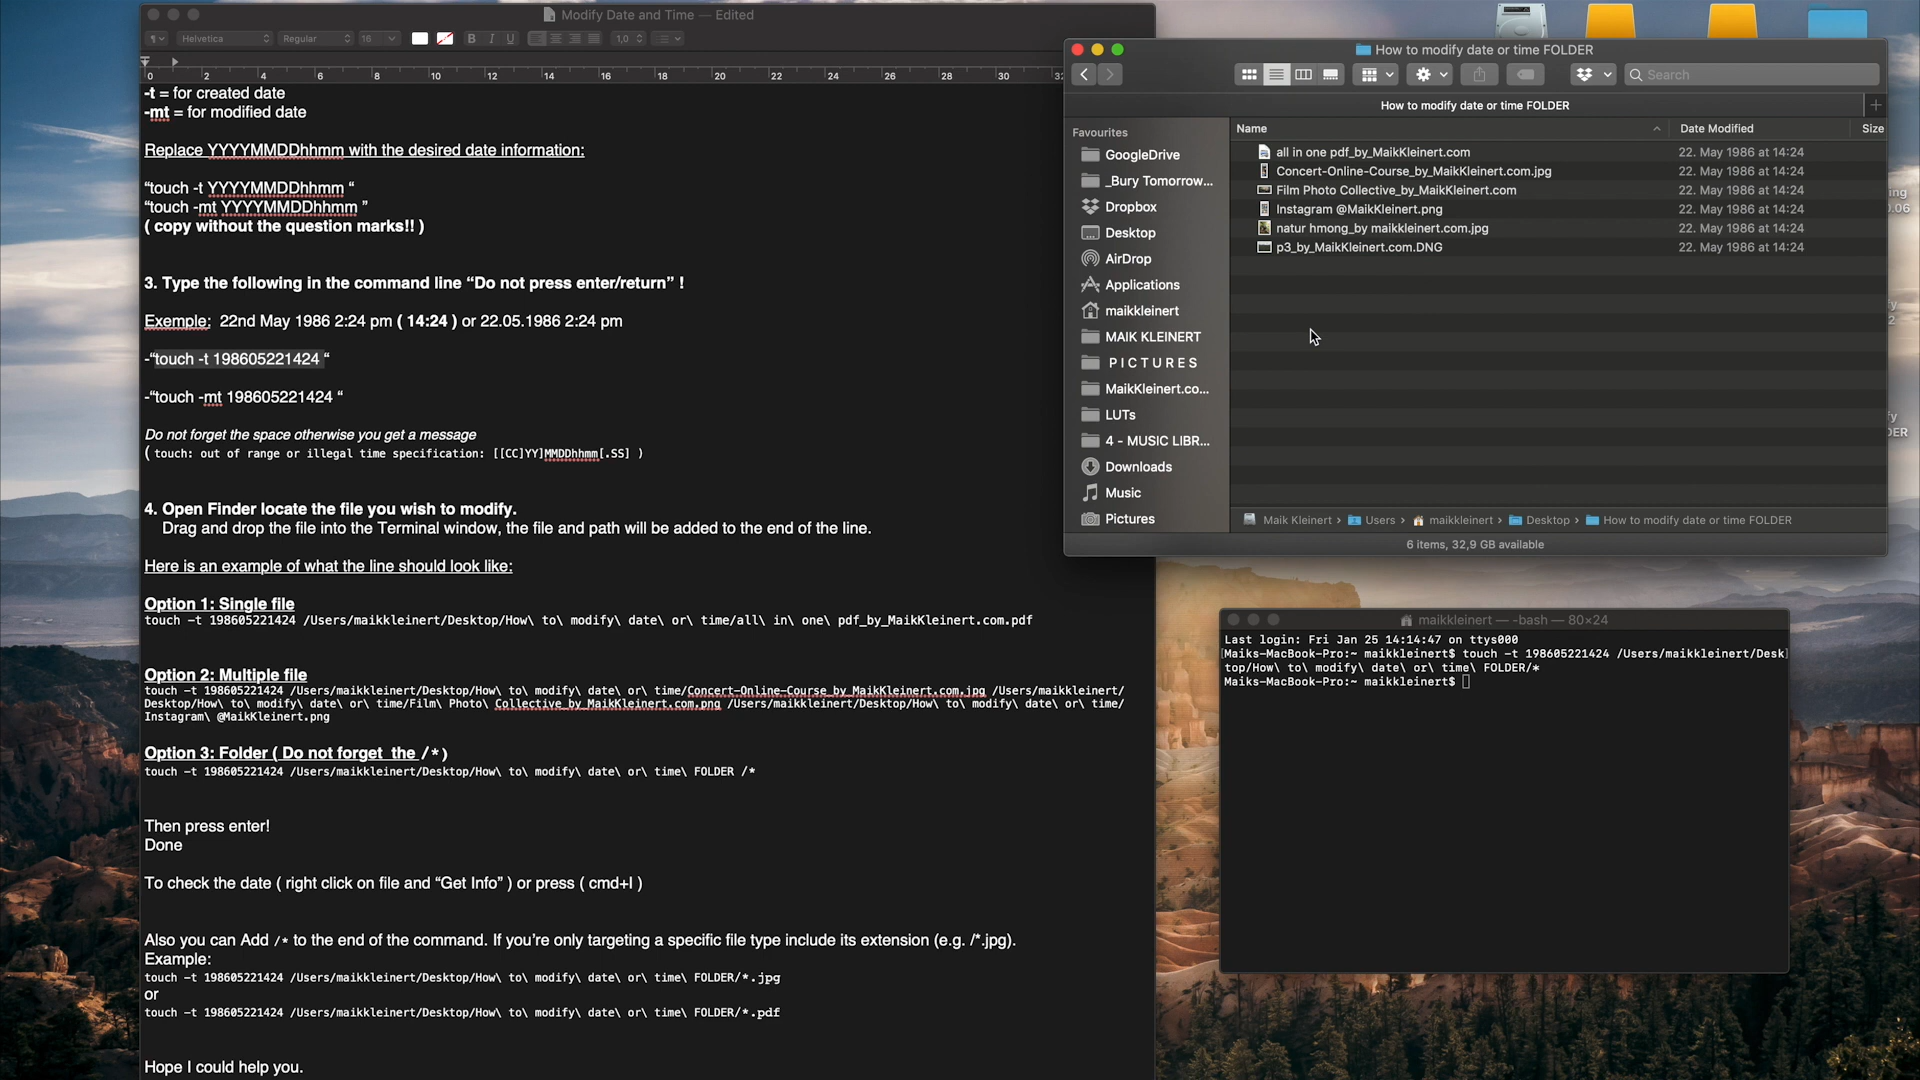 Modify Date and Time — Edited
¶
Helvetica
Regular
16
B I U
1,0
0 2 4 6 8 10 12 14 16 18 20 22 24 26 28 30 32
-t = for created date
-mt = for modified date
Replace YYYYMMDDhhmm with the desired date information:
“touch -t YYYYMMDDhhmm “
“touch -mt YYYYMMDDhhmm ”
( copy without the question marks!! )
3. Type the following in the command line “Do not press enter/return” !
Exemple:  22nd May 1986 2:24 pm ( 14:24 ) or 22.05.1986 2:24 pm
-“touch -t 198605221424 “
-“touch -mt 198605221424 “
Do not forget the space otherwise you get a message
( touch: out of range or illegal time specification: [[CC]YY]MMDDhhmm[.SS] )
4. Open Finder locate the file you wish to modify.
Drag and drop the file into the Terminal window, the file and path will be added to the end of the line.
Here is an example of what the line should look like:
Option 1: Single file
touch -t 198605221424 /Users/maikkleinert/Desktop/How\ to\ modify\ date\ or\ time/all\ in\ one\ pdf_by_MaikKleinert.com.pdf
Option 2: Multiple file
touch -t 198605221424 /Users/maikkleinert/Desktop/How\ to\ modify\ date\ or\ time/Concert-Online-Course_by_MaikKleinert.com.jpg /Users/maikkleinert/
Desktop/How\ to\ modify\ date\ or\ time/Film\ Photo\ Collective_by_MaikKleinert.com.png /Users/maikkleinert/Desktop/How\ to\ modify\ date\ or\ time/
Instagram\ @MaikKleinert.png
Option 3: Folder ( Do not forget  the /* )
touch -t 198605221424 /Users/maikkleinert/Desktop/How\ to\ modify\ date\ or\ time\ FOLDER /*
Then press enter!
Done
To check the date ( right click on file and “Get Info” ) or press ( cmd+I )
Also you can Add /* to the end of the command. If you’re only targeting a specific file type include its extension (e.g. /*.jpg).
Example:
touch -t 198605221424 /Users/maikkleinert/Desktop/How\ to\ modify\ date\ or\ time\ FOLDER/*.jpg
or
touch -t 198605221424 /Users/maikkleinert/Desktop/How\ to\ modify\ date\ or\ time\ FOLDER/*.pdf
Hope I could help you.
How to modify date or time FOLDER
Search
How to modify date or time FOLDER
Favourites
GoogleDrive
_Bury Tomorrow...
Dropbox
Desktop
AirDrop
Applications
maikkleinert
MAIK KLEINERT
P I C T U R E S
MaikKleinert.co...
LUTs
4 - MUSIC LIBR...
Downloads
Music
Pictures
Name Date Modified Size
all in one pdf_by_MaikKleinert.com 22. May 1986 at 14:24
Concert-Online-Course_by_MaikKleinert.com.jpg 22. May 1986 at 14:24
Film Photo Collective_by_MaikKleinert.com 22. May 1986 at 14:24
Instagram @MaikKleinert.png 22. May 1986 at 14:24
natur hmong_by maikkleinert.com.jpg 22. May 1986 at 14:24
p3_by_MaikKleinert.com.DNG 22. May 1986 at 14:24
Maik Kleinert › Users › maikkleinert › Desktop › How to modify date or time FOLDER
6 items, 32,9 GB available
maikkleinert — -bash — 80×24
Last login: Fri Jan 25 14:14:47 on ttys000
[Maiks-MacBook-Pro:~ maikkleinert$ touch -t 198605221424 /Users/maikkleinert/Desk]
top/How\ to\ modify\ date\ or\ time\ FOLDER/*
Maiks-MacBook-Pro:~ maikkleinert$